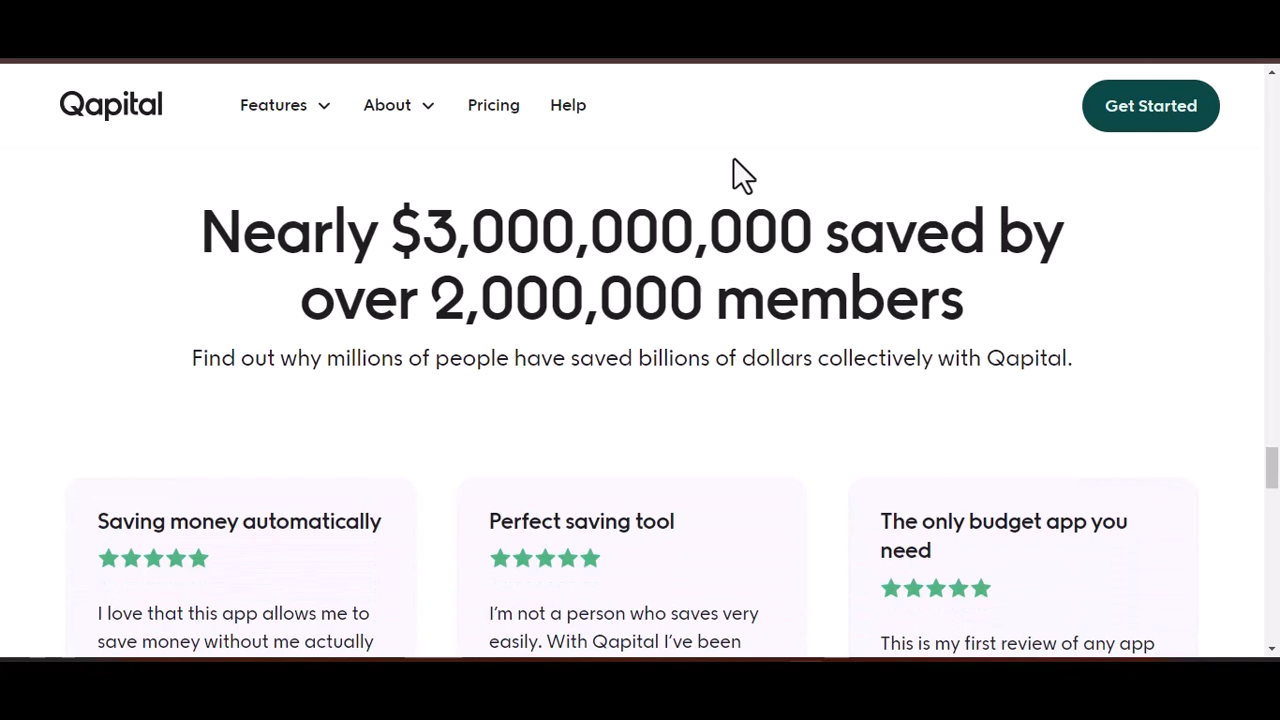 Qapital
Features
About
Pricing
Help
Get Started
Nearly $3,000,000,000 saved by
over 2,000,000 members
Find out why millions of people have saved billions of dollars collectively with Qapital.
Saving money automatically
I love that this app allows me to
save money without me actually
Perfect saving tool
I’m not a person who saves very
easily. With Qapital I’ve been
The only budget app you
need
This is my first review of any app